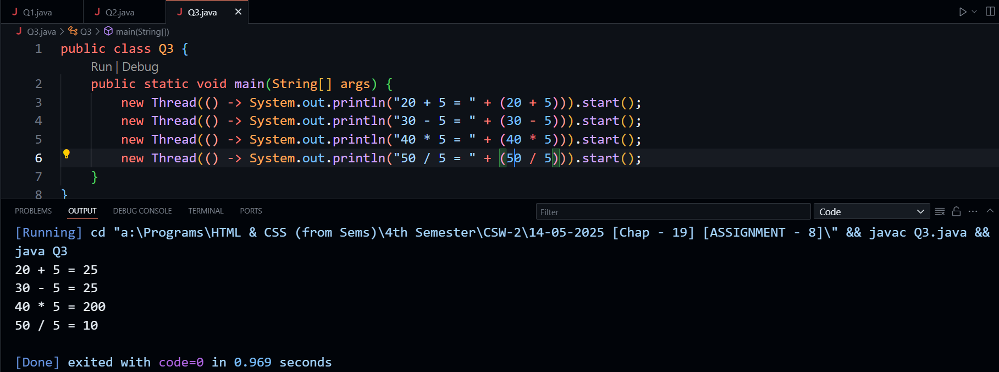 J Q1.java J Q2.java J Q3.java ×
J Q3.java > Q3 > main(String[])
1 public class Q3 {
Run | Debug
2 public static void main(String[] args) {
3 new Thread(() -> System.out.println("20 + 5 = " + (20 + 5))).start();
4 new Thread(() -> System.out.println("30 - 5 = " + (30 - 5))).start();
5 new Thread(() -> System.out.println("40 * 5 = " + (40 * 5))).start();
6 new Thread(() -> System.out.println("50 / 5 = " + (50 / 5))).start();
7 }
8 }
PROBLEMS OUTPUT DEBUG CONSOLE TERMINAL PORTS Filter Code
[Running] cd "a:\Programs\HTML & CSS (from Sems)\4th Semester\CSW-2\14-05-2025 [Chap - 19] [ASSIGNMENT - 8]\" && javac Q3.java &&
java Q3
20 + 5 = 25
30 - 5 = 25
40 * 5 = 200
50 / 5 = 10
[Done] exited with code=0 in 0.969 seconds